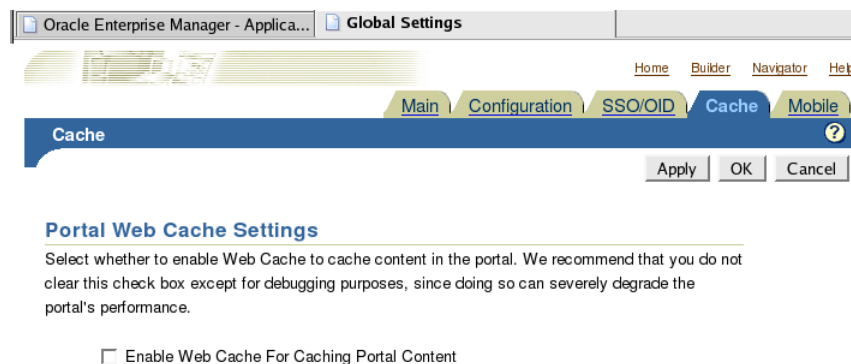 Oracle Enterprise Manager - Applica... Global Settings
Home Builder Navigator Help
Main Configuration SSO/OID Cache Mobile
Cache ?
Apply OK Cancel
Portal Web Cache Settings
Select whether to enable Web Cache to cache content in the portal. We recommend that you do not
clear this check box except for debugging purposes, since doing so can severely degrade the
portal's performance.
Enable Web Cache For Caching Portal Content